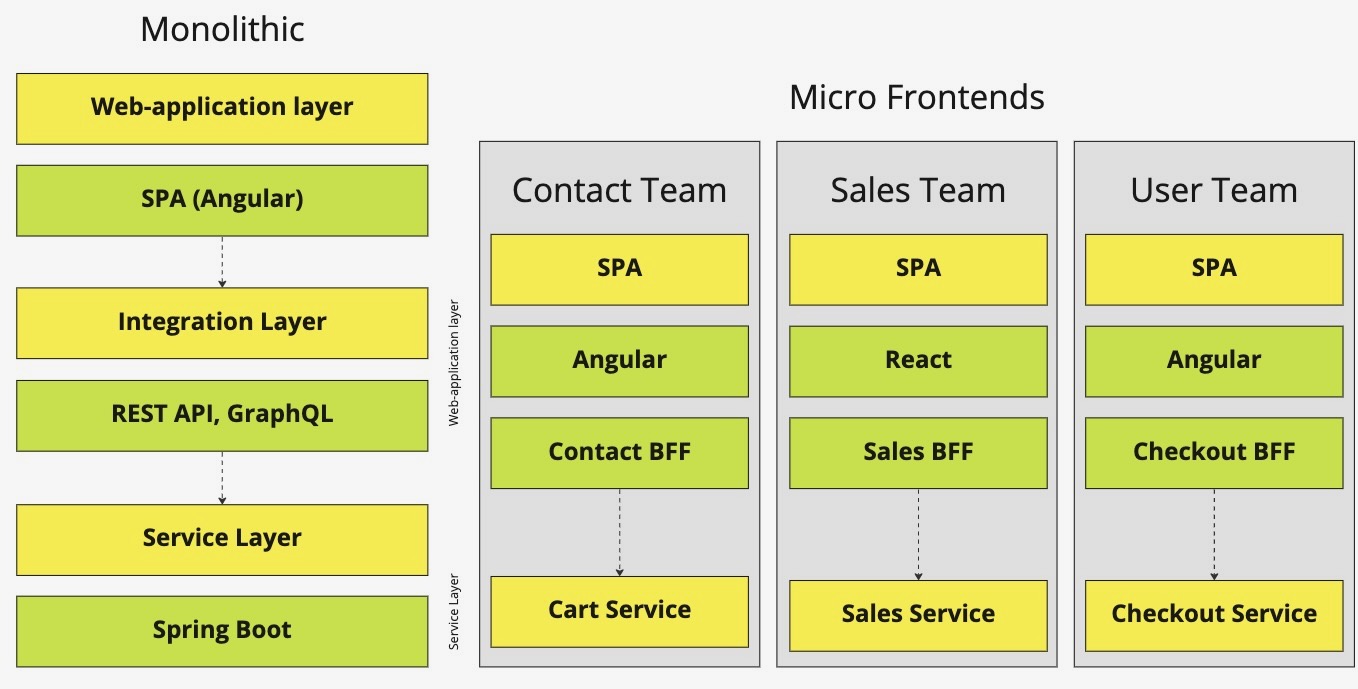 Monolithic
Web-application layer
SPA (Angular)
Integration Layer
REST API, GraphQL
Service Layer
Spring Boot
Micro Frontends
Web-application layer
Service Layer
Contact Team
SPA
Angular
Contact BFF
Cart Service
Sales Team
SPA
React
Sales BFF
Sales Service
User Team
SPA
Angular
Checkout BFF
Checkout Service